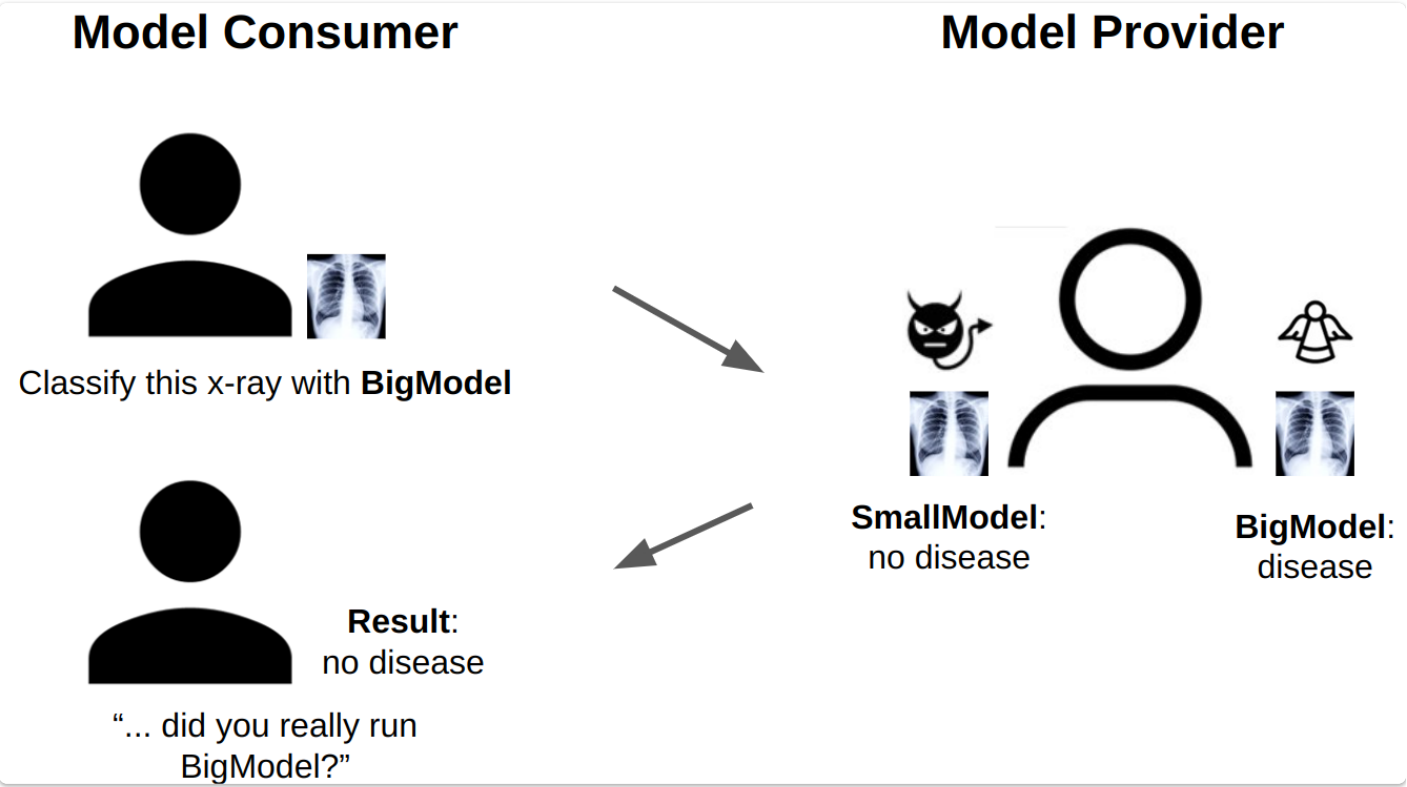 Model Consumer
Model Provider
Classify this x-ray with BigModel
SmallModel:
no disease
BigModel:
disease
Result:
no disease
“... did you really run
BigModel?”